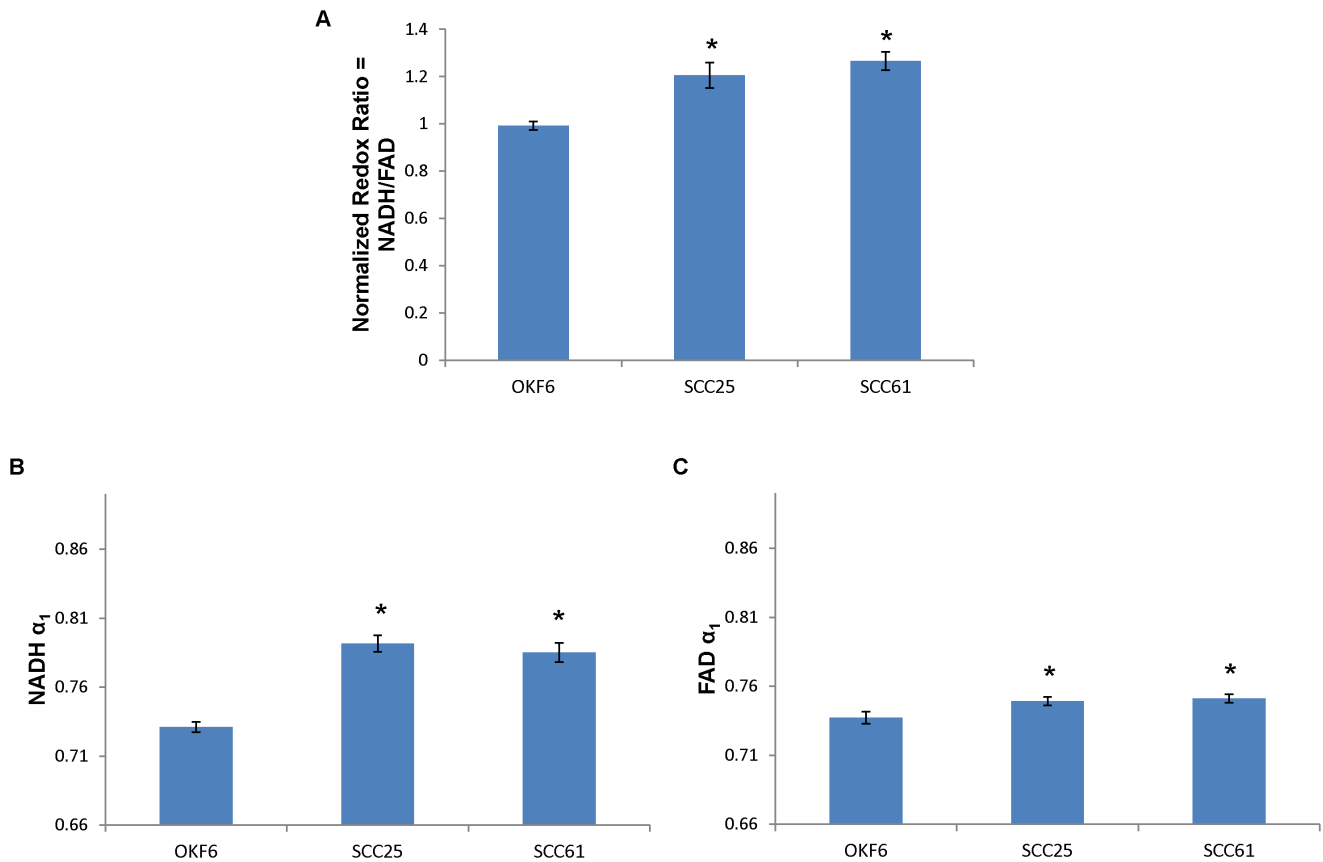 A
Normalized Redox Ratio =
NADH/FAD
1.4
1.2
1
0.8
0.6
0.4
0.2
0
*
*
OKF6 SCC25 SCC61
B
NADH α1
0.86
0.81
0.76
0.71
0.66
*
*
OKF6 SCC25 SCC61
C
FAD α1
0.86
0.81
0.76
0.71
0.66
*
*
OKF6 SCC25 SCC61